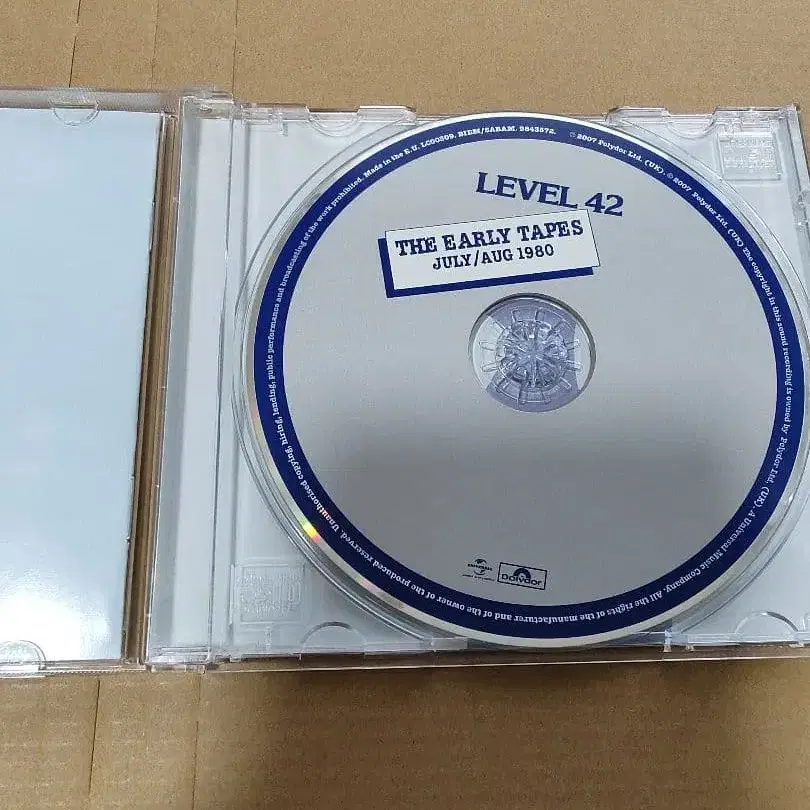 LEVEL 42
THE EARLY TAPES
JULY/AUG 1980
Polydor
UNIVERSAL
℗ 2007 Polydor Ltd. (UK). © 2007 Polydor Ltd. (UK) The copyright in this sound recording is owned by Polydor Ltd. (UK). A Universal Music Company. All the rights of the manufacturer and of the owner of the produced reserved. Unauthorised copying, hiring, lending, public performance and broadcasting of the work prohibited. Made in the E.U. LC00309. BIEM/SABAM. 9843572.